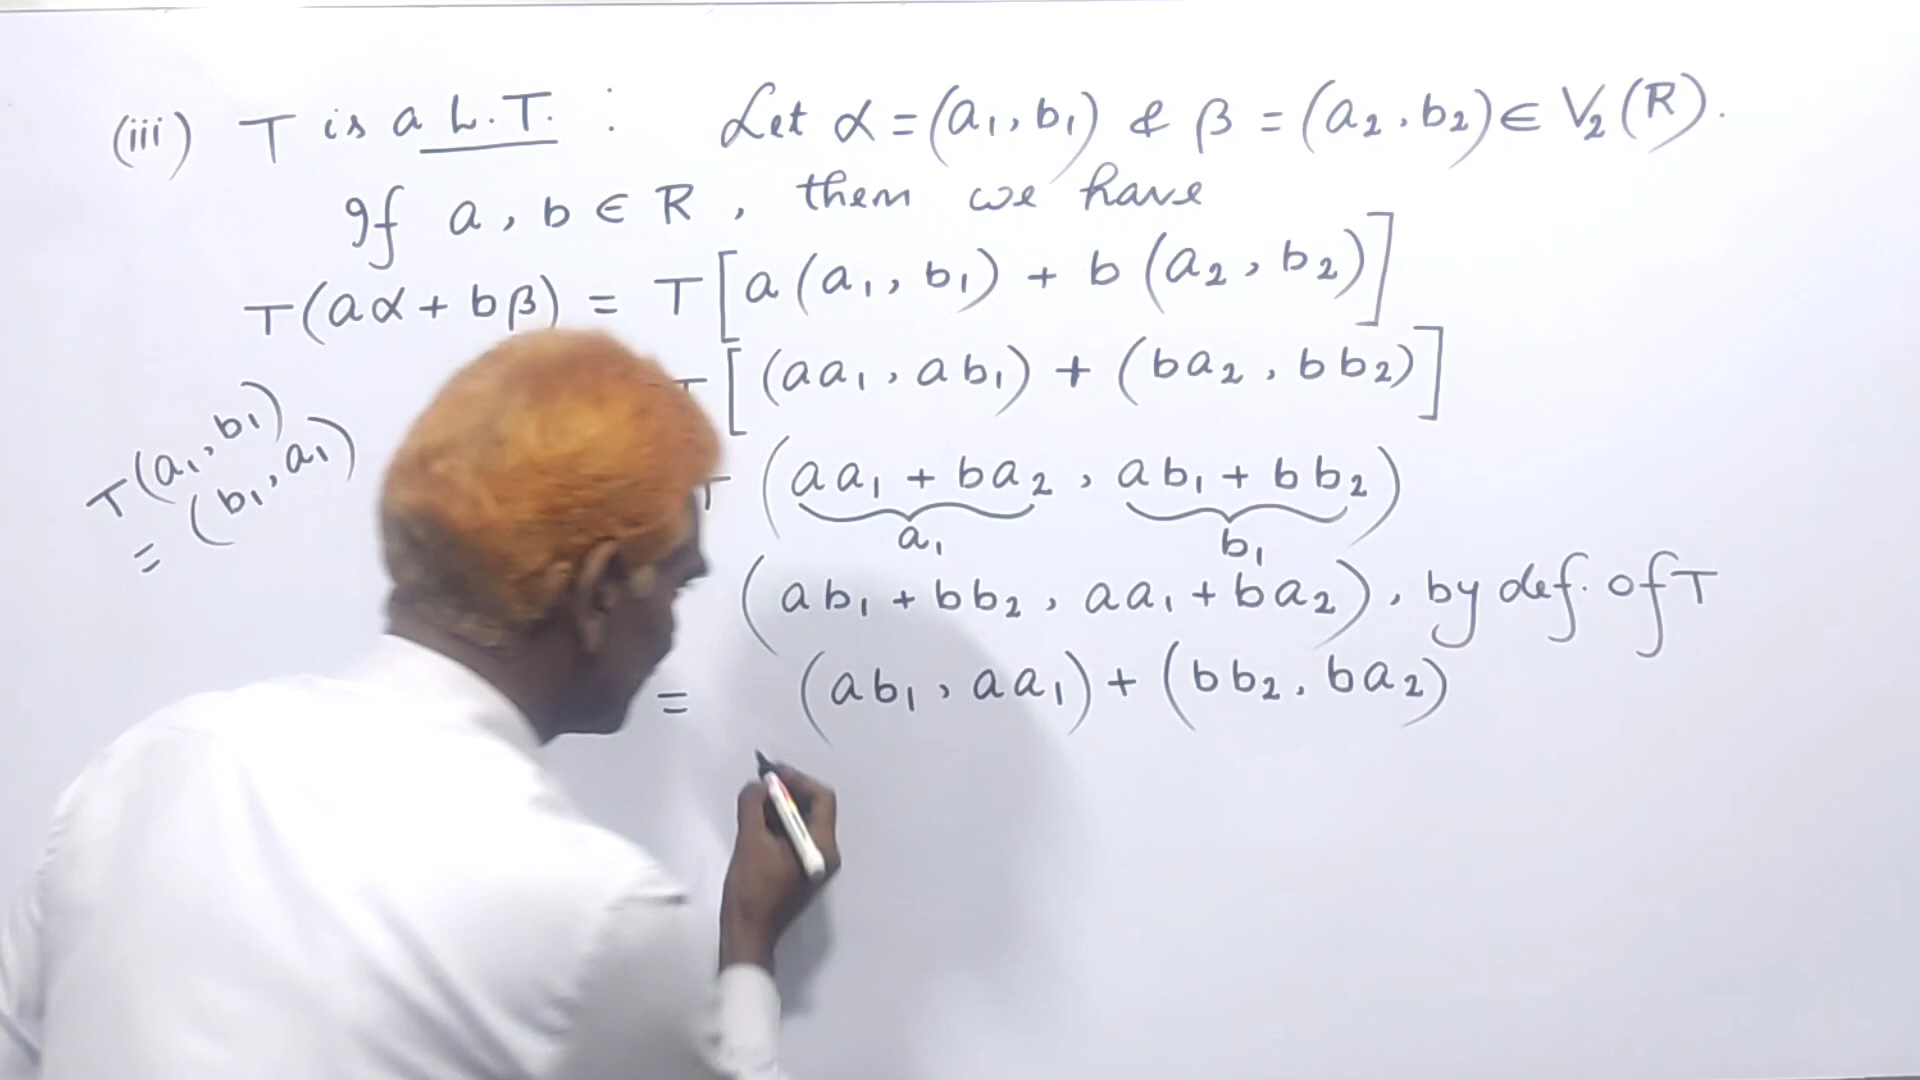 (iii) T is a L.T. : Let α = (a₁, b₁) & β = (a₂, b₂) ∈ V₂(R).
If a, b ∈ R, then we have
T(aα + bβ) = T[a(a₁, b₁) + b(a₂, b₂)]
T[(aa₁, ab₁) + (ba₂, bb₂)]
T(aa₁ + ba₂, ab₁ + bb₂)
a₁ b₁
T(a₁, b₁)
= (b₁, a₁)
(ab₁ + bb₂, aa₁ + ba₂), by def. of T
= (ab₁, aa₁) + (bb₂, ba₂)